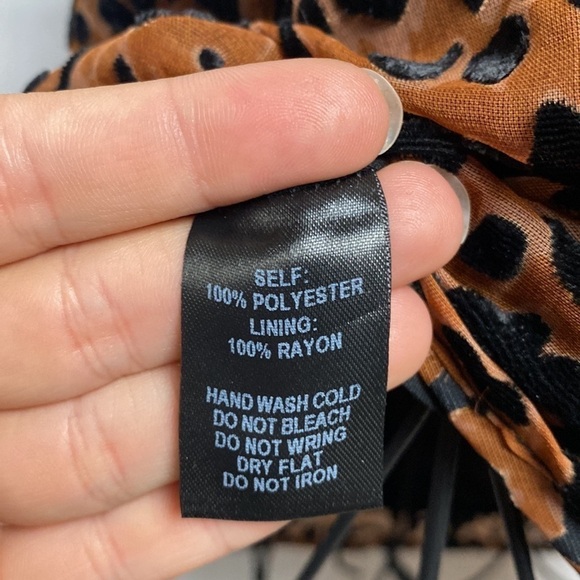 SELF:
100% POLYESTER
LINING:
100% RAYON
HAND WASH COLD
DO NOT BLEACH
DO NOT WRING
DRY FLAT
DO NOT IRON